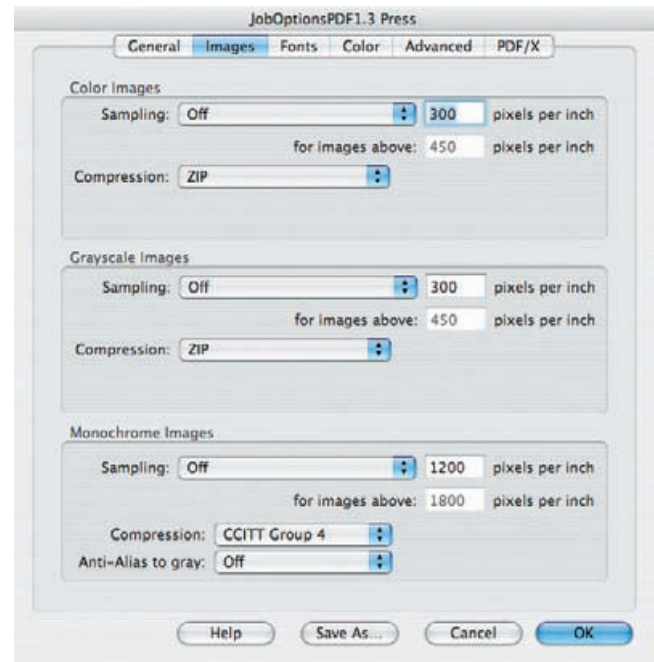 JobOptionsPDF1.3 Press
General Images Fonts Color Advanced PDF/X
Color Images
Sampling: Off 300 pixels per inch
for images above: 450 pixels per inch
Compression: ZIP
Grayscale Images
Sampling: Off 300 pixels per inch
for images above: 450 pixels per inch
Compression: ZIP
Monochrome Images
Sampling: Off 1200 pixels per inch
for images above: 1800 pixels per inch
Compression: CCITT Group 4
Anti-Alias to gray: Off
Help Save As... Cancel OK